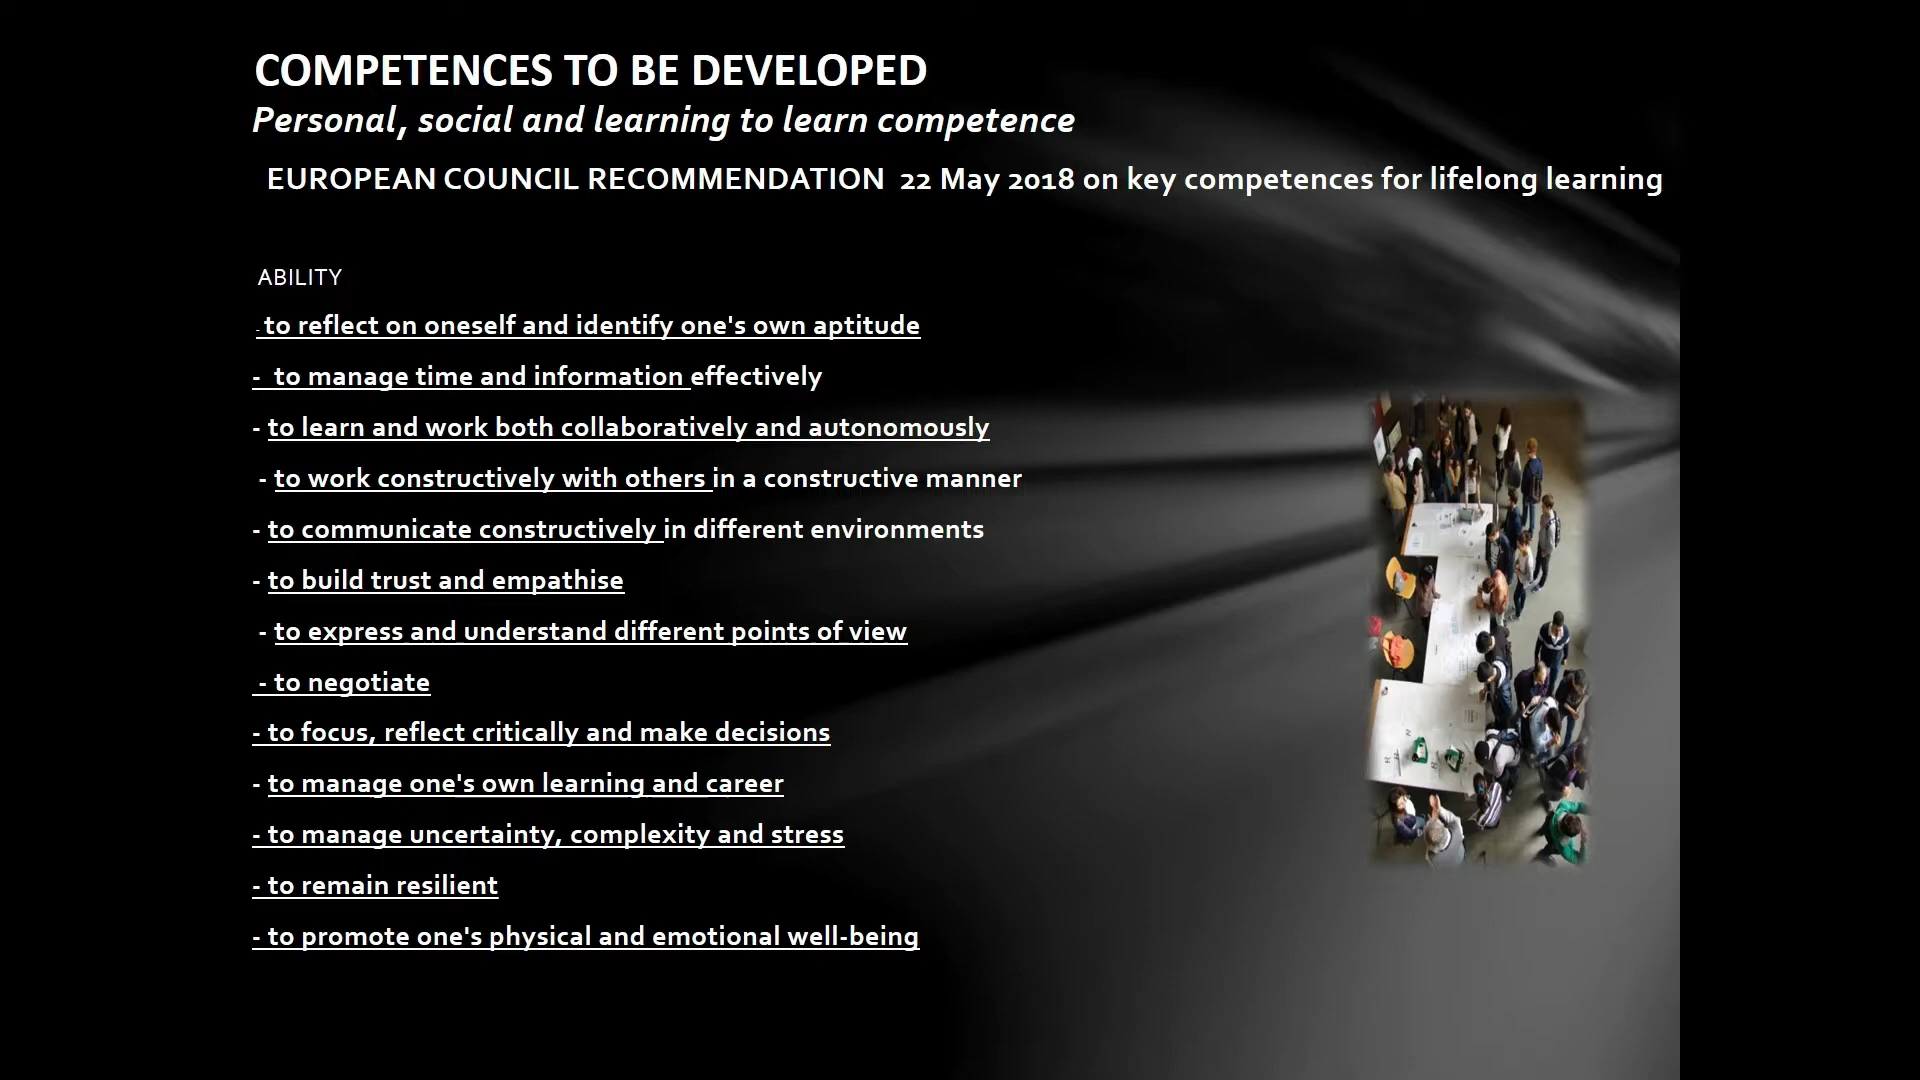 COMPETENCES TO BE DEVELOPED
Personal, social and learning to learn competence
EUROPEAN COUNCIL RECOMMENDATION 22 May 2018 on key competences for lifelong learning
ABILITY
- to reflect on oneself and identify one's own aptitude
- to manage time and information effectively
- to learn and work both collaboratively and autonomously
- to work constructively with others in a constructive manner
- to communicate constructively in different environments
- to build trust and empathise
- to express and understand different points of view
- to negotiate
- to focus, reflect critically and make decisions
- to manage one's own learning and career
- to manage uncertainty, complexity and stress
- to remain resilient
- to promote one's physical and emotional well-being